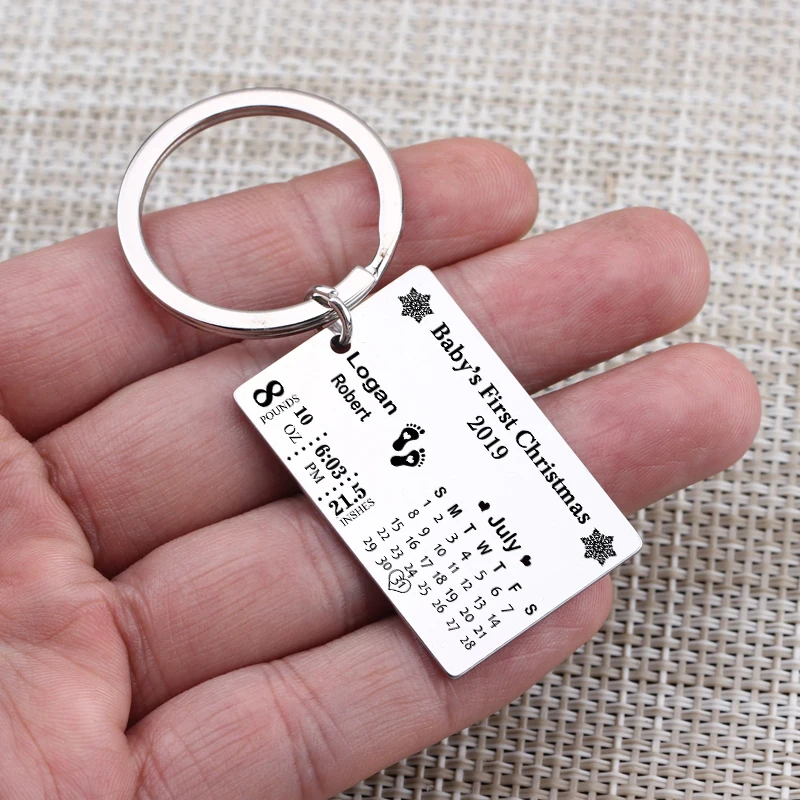 Baby's First Christmas
2019
Logan
Robert
8
POUNDS
10
OZ
6:03
PM
21.5
INSHES
July
S M T W T F S
1 2 3 4 5 6 7
8 9 10 11 12 13 14
15 16 17 18 19 20 21
22 23 24 25 26 27 28
29 30 31